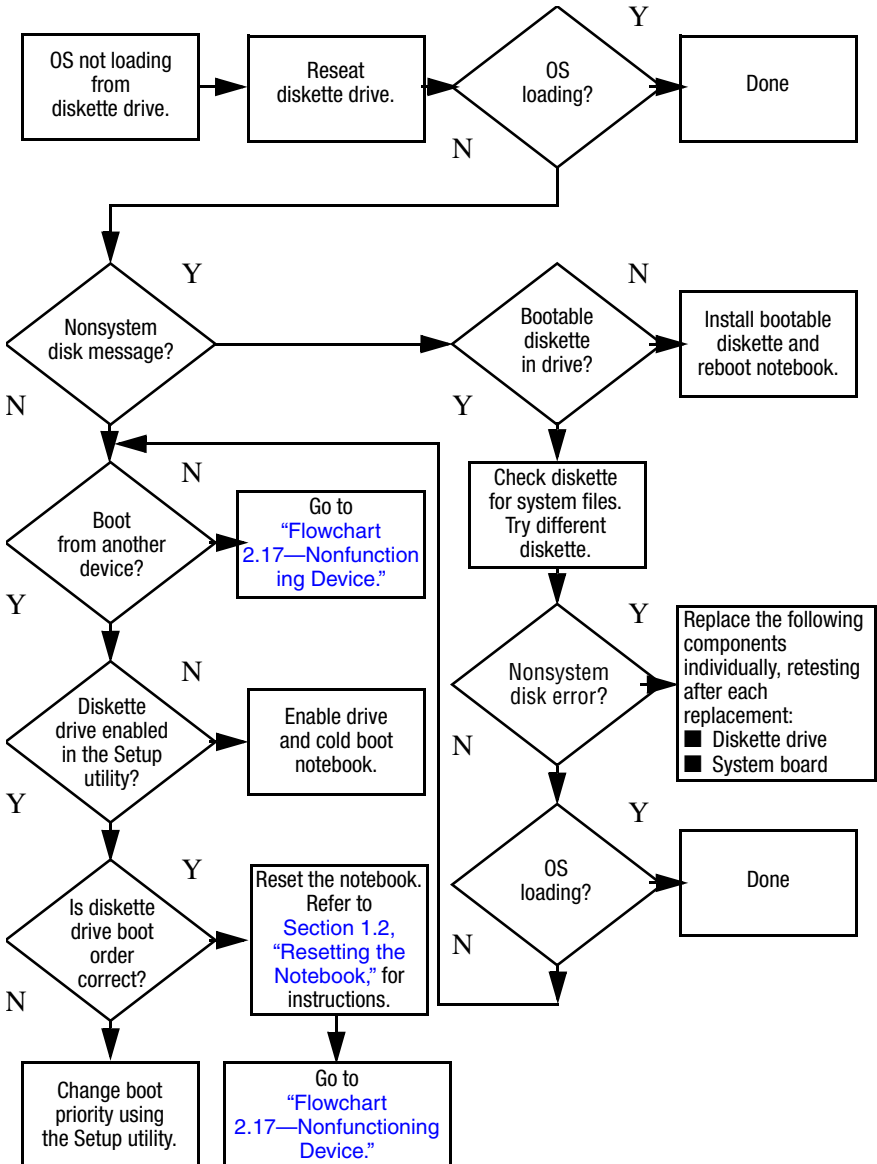 OS not loading
from
diskette drive.
Reseat
diskette drive.
OS
loading?
Y
Done
N
Nonsystem
disk message?
Y
N
Bootable
diskette
in drive?
N
Install bootable
diskette and
reboot notebook.
Y
Check diskette
for system files.
Try different
diskette.
Boot
from another
device?
N
Go to
“Flowchart
2.17—Nonfunction
ing Device.”
Y
Nonsystem
disk error?
Y
Replace the following
components
individually, retesting
after each
replacement:
■ Diskette drive
■ System board
N
Diskette
drive enabled
in the Setup
utility?
N
Enable drive
and cold boot
notebook.
Y
OS
loading?
Y
Done
N
Is diskette
drive boot
order
correct?
Y
Reset the notebook.
Refer to
Section 1.2,
“Resetting the
Notebook,” for
instructions.
N
Change boot
priority using
the Setup utility.
Go to
“Flowchart
2.17—Nonfunctioning
Device.”